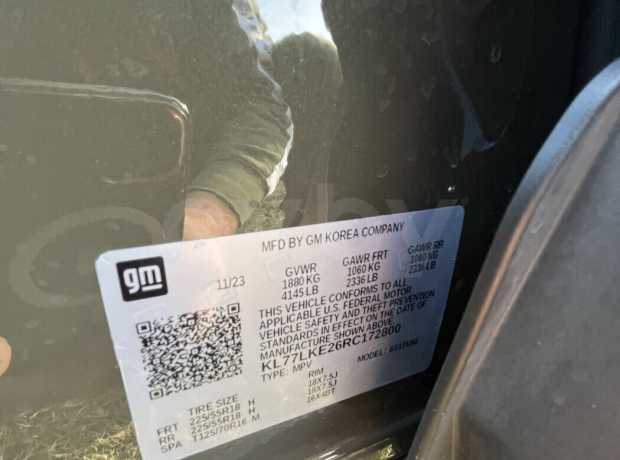 MFD BY GM KOREA COMPANY
gm
11/23
GVWR GAWR FRT GAWR RR
1880 KG 1060 KG 1060 KG
4145 LB 2336 LB 2336 LB
THIS VEHICLE CONFORMS TO ALL
APPLICABLE U.S. FEDERAL MOTOR
VEHICLE SAFETY AND THEFT PREVENTION
STANDARDS IN EFFECT ON THE DATE OF
MANUFACTURE SHOWN ABOVE.
KL77LKE26RC172800
TYPE: MPV MODEL:
TIRE SIZE RIM
FRT 225/55R18 H 18X7.5J
RR 225/55R18 H 18X7.5J
SPA T125/70R16 M 16X4BT